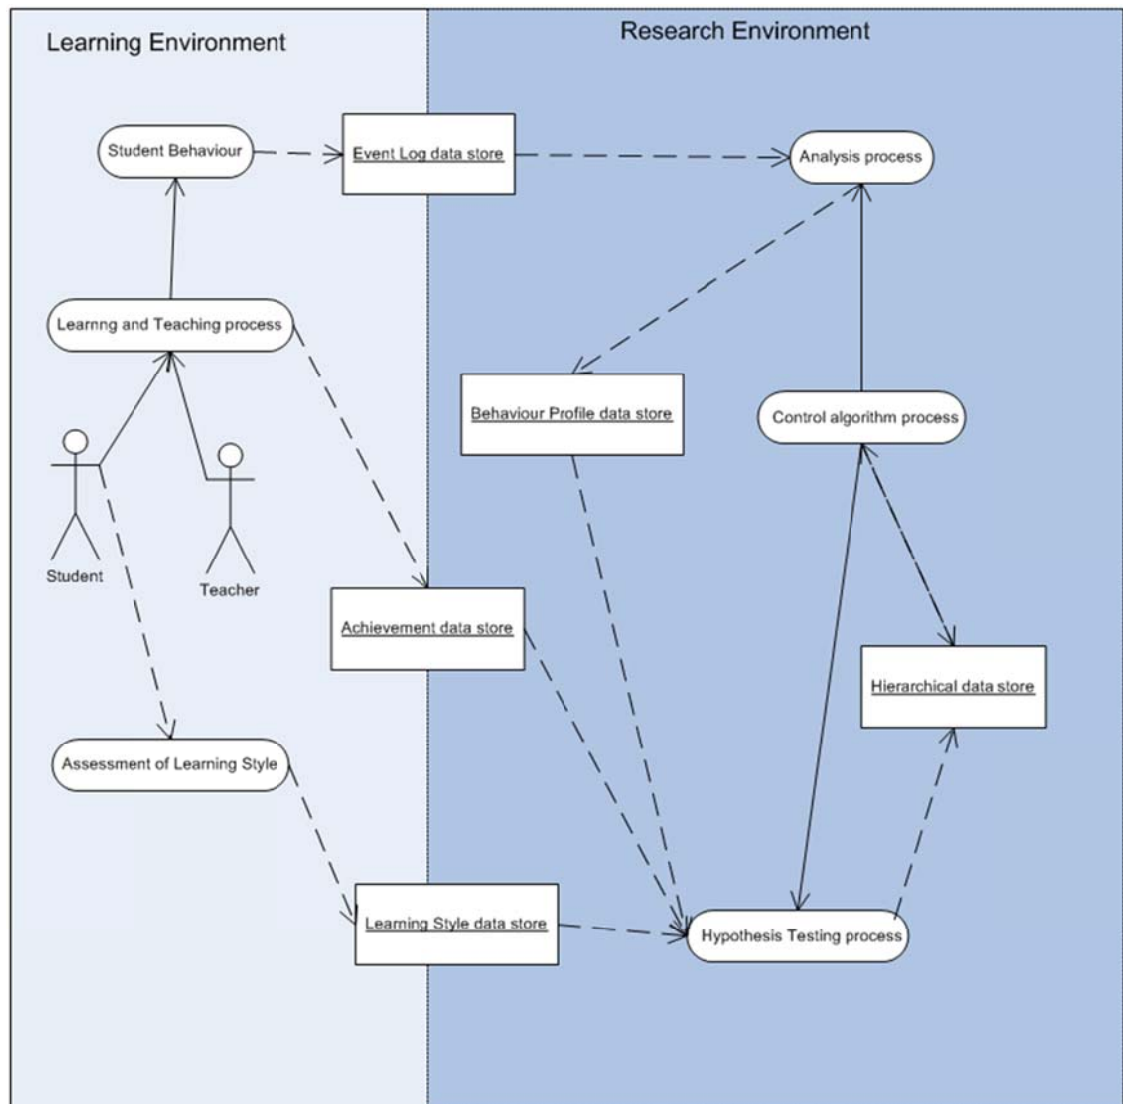 Learning Environment
Research Environment
Student Behaviour
Event Log data store
Analysis process
Learnng and Teaching process
Behaviour Profile data store
Control algorithm process
Student
Teacher
Achievement data store
Hierarchical data store
Assessment of Learning Style
Learning Style data store
Hypothesis Testing process